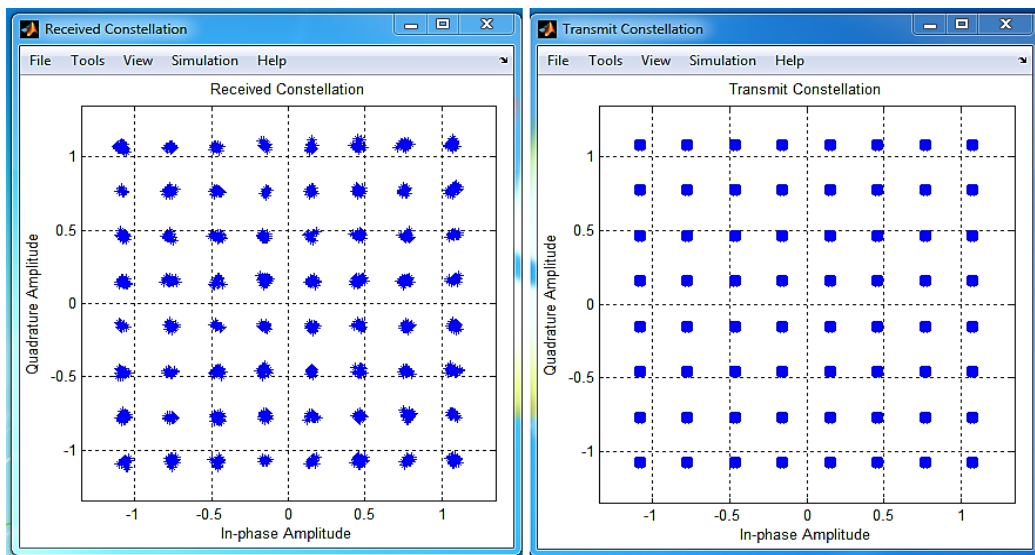 Received Constellation
File Tools View Simulation Help
Received Constellation
Quadrature Amplitude
1
0.5
0
-0.5
-1
-1 -0.5 0 0.5 1
In-phase Amplitude
Transmit Constellation
File Tools View Simulation Help
Transmit Constellation
Quadrature Amplitude
1
0.5
0
-0.5
-1
-1 -0.5 0 0.5 1
In-phase Amplitude